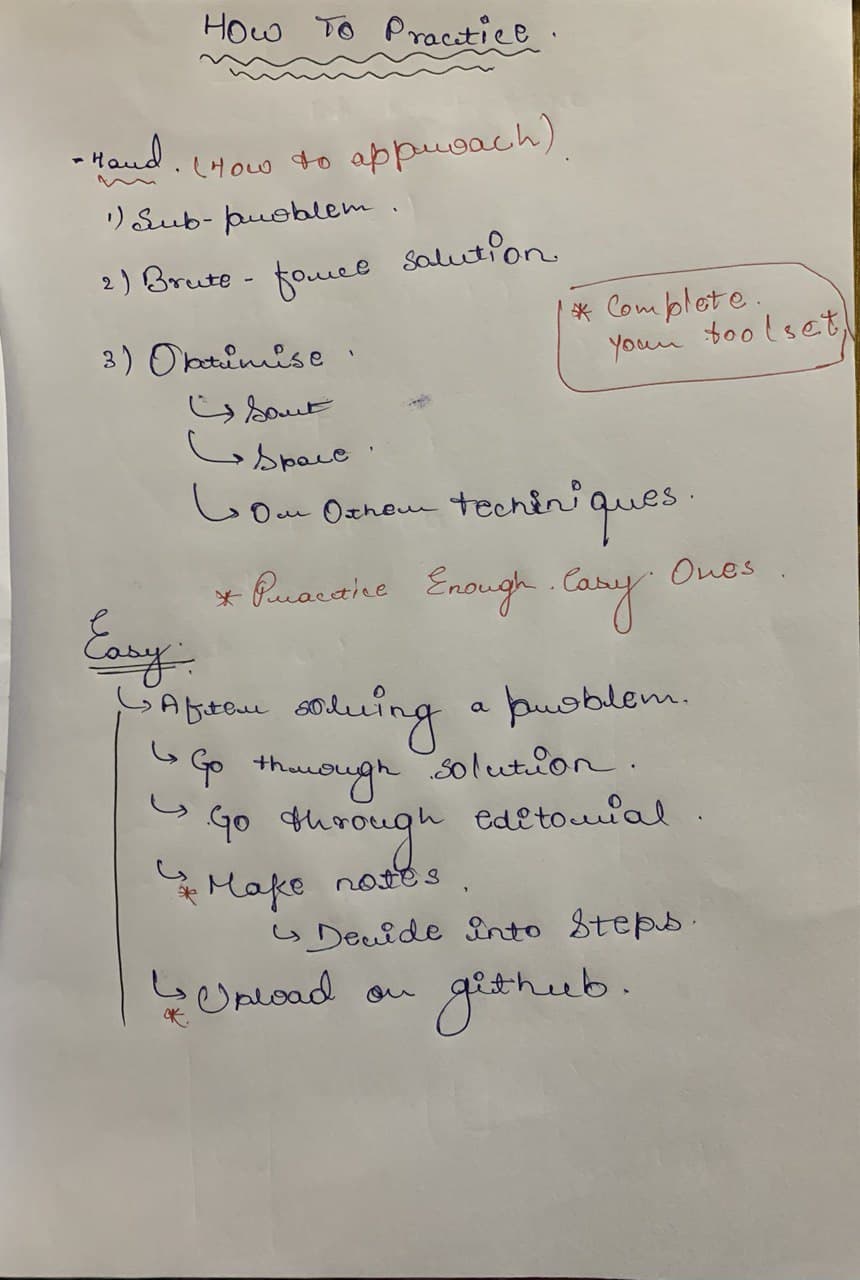 How To Practice.
- Hard. (How to approach).
1) Sub-problem.
2) Brute-force solution.
* Complete.
your toolset
3) Optimise.
↳ Sort
↳ Space.
↳ Or Other techiniques.
* Practice Enough. Easy. Ones.
Easy:
↳ After solving a problem.
↳ Go through solution.
↳ Go through editorial.
↳ * Make notes.
↳ Decide into steps.
↳ * Upload on github.